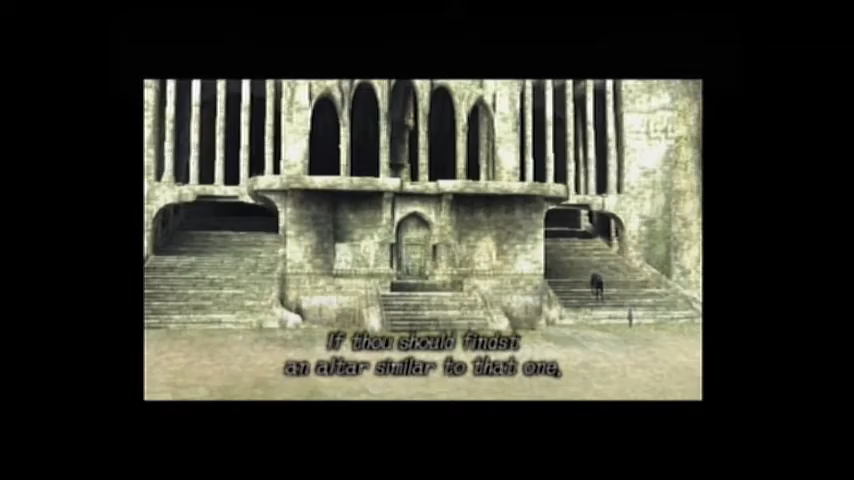 If thou should findst
an altar similar to that one,